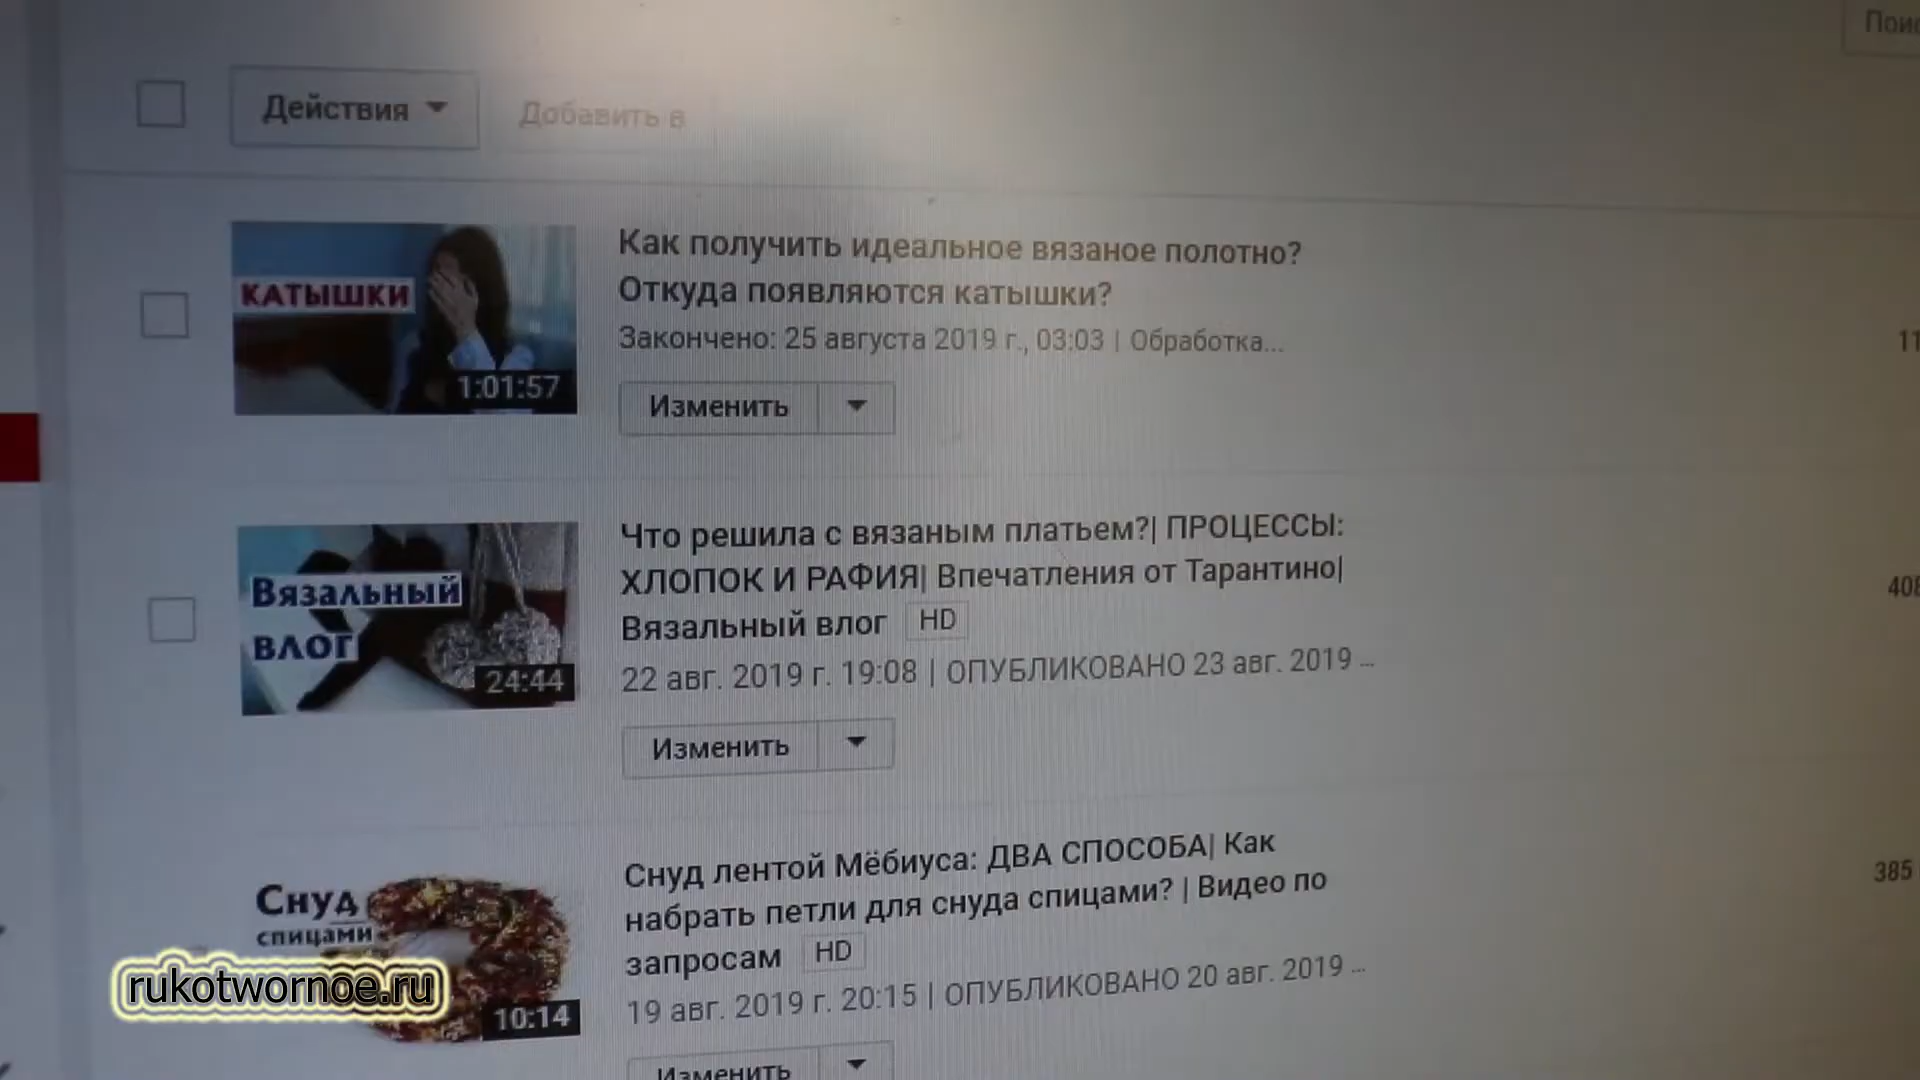 Действия
Добавить в
КАТЫШКИ
1:01:57
Как получить идеальное вязаное полотно?
Откуда появляются катышки?
Закончено: 25 августа 2019 г., 03:03 | Обработка...
Изменить
Вязальный
влог
24:44
Что решила с вязаным платьем?| ПРОЦЕССЫ:
ХЛОПОК И РАФИЯ| Впечатления от Тарантино|
Вязальный влог HD
22 авг. 2019 г. 19:08 | ОПУБЛИКОВАНО 23 авг. 2019 ...
Изменить
Снуд
спицами
10:14
Снуд лентой Мёбиуса: ДВА СПОСОБА| Как
набрать петли для снуда спицами? | Видео по
запросам HD
19 авг. 2019 г. 20:15 | ОПУБЛИКОВАНО 20 авг. 2019 ...
385
Изменить
rukotwornoe.ru